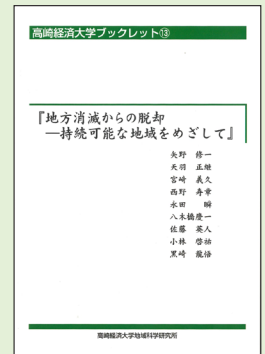 高崎経済大学ブックレット⑬
『地方消滅からの脱却
―持続可能な地域をめざして』
矢野 修一
天羽 正継
宮崎 義久
西野 寿章
永田 瞬
八木橋慶一
佐藤 英人
小林 啓祐
黒崎 龍悟
高崎経済大学地域科学研究所